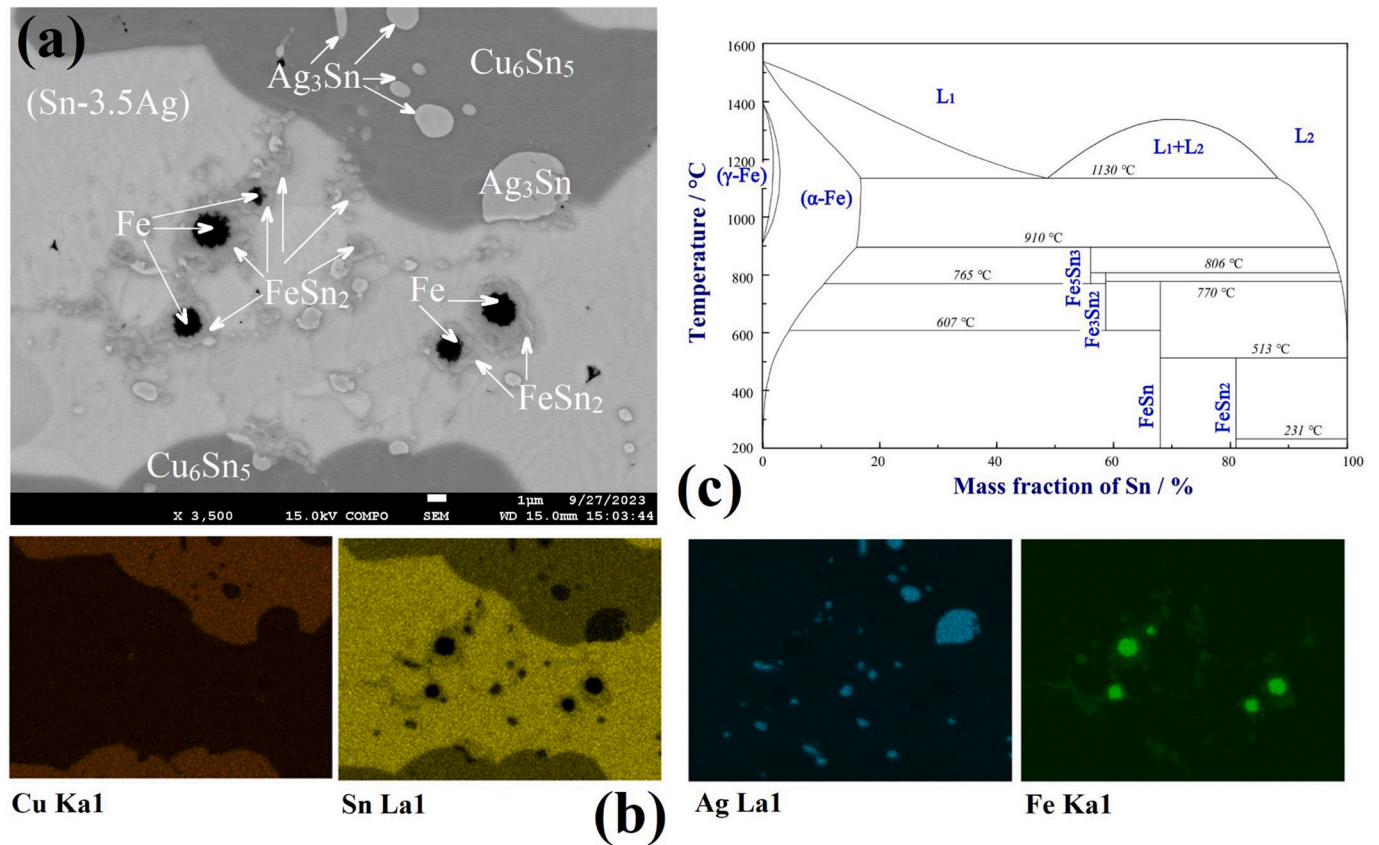 (a)
Ag₃Sn
Cu₆Sn₅
(Sn-3.5Ag)
Ag₃Sn
Fe
Fe
FeSn₂
FeSn₂
Cu₆Sn₅
1µm 9/27/2023
X 3,500 15.0kV COMPO SEM WD 15.0mm 15:03:44
Cu Ka1
Sn La1
(b)
Ag La1
Fe Ka1
(c)
Temperature / °C
1600
1400
1200
1000
800
600
400
200
0
20
40
60
80
100
Mass fraction of Sn / %
L₁
L₁+L₂
L₂
1130 °C
(γ-Fe)
(α-Fe)
910 °C
806 °C
765 °C
770 °C
607 °C
513 °C
231 °C
Fe₅Sn₃
Fe₃Sn₂
FeSn
FeSn₂